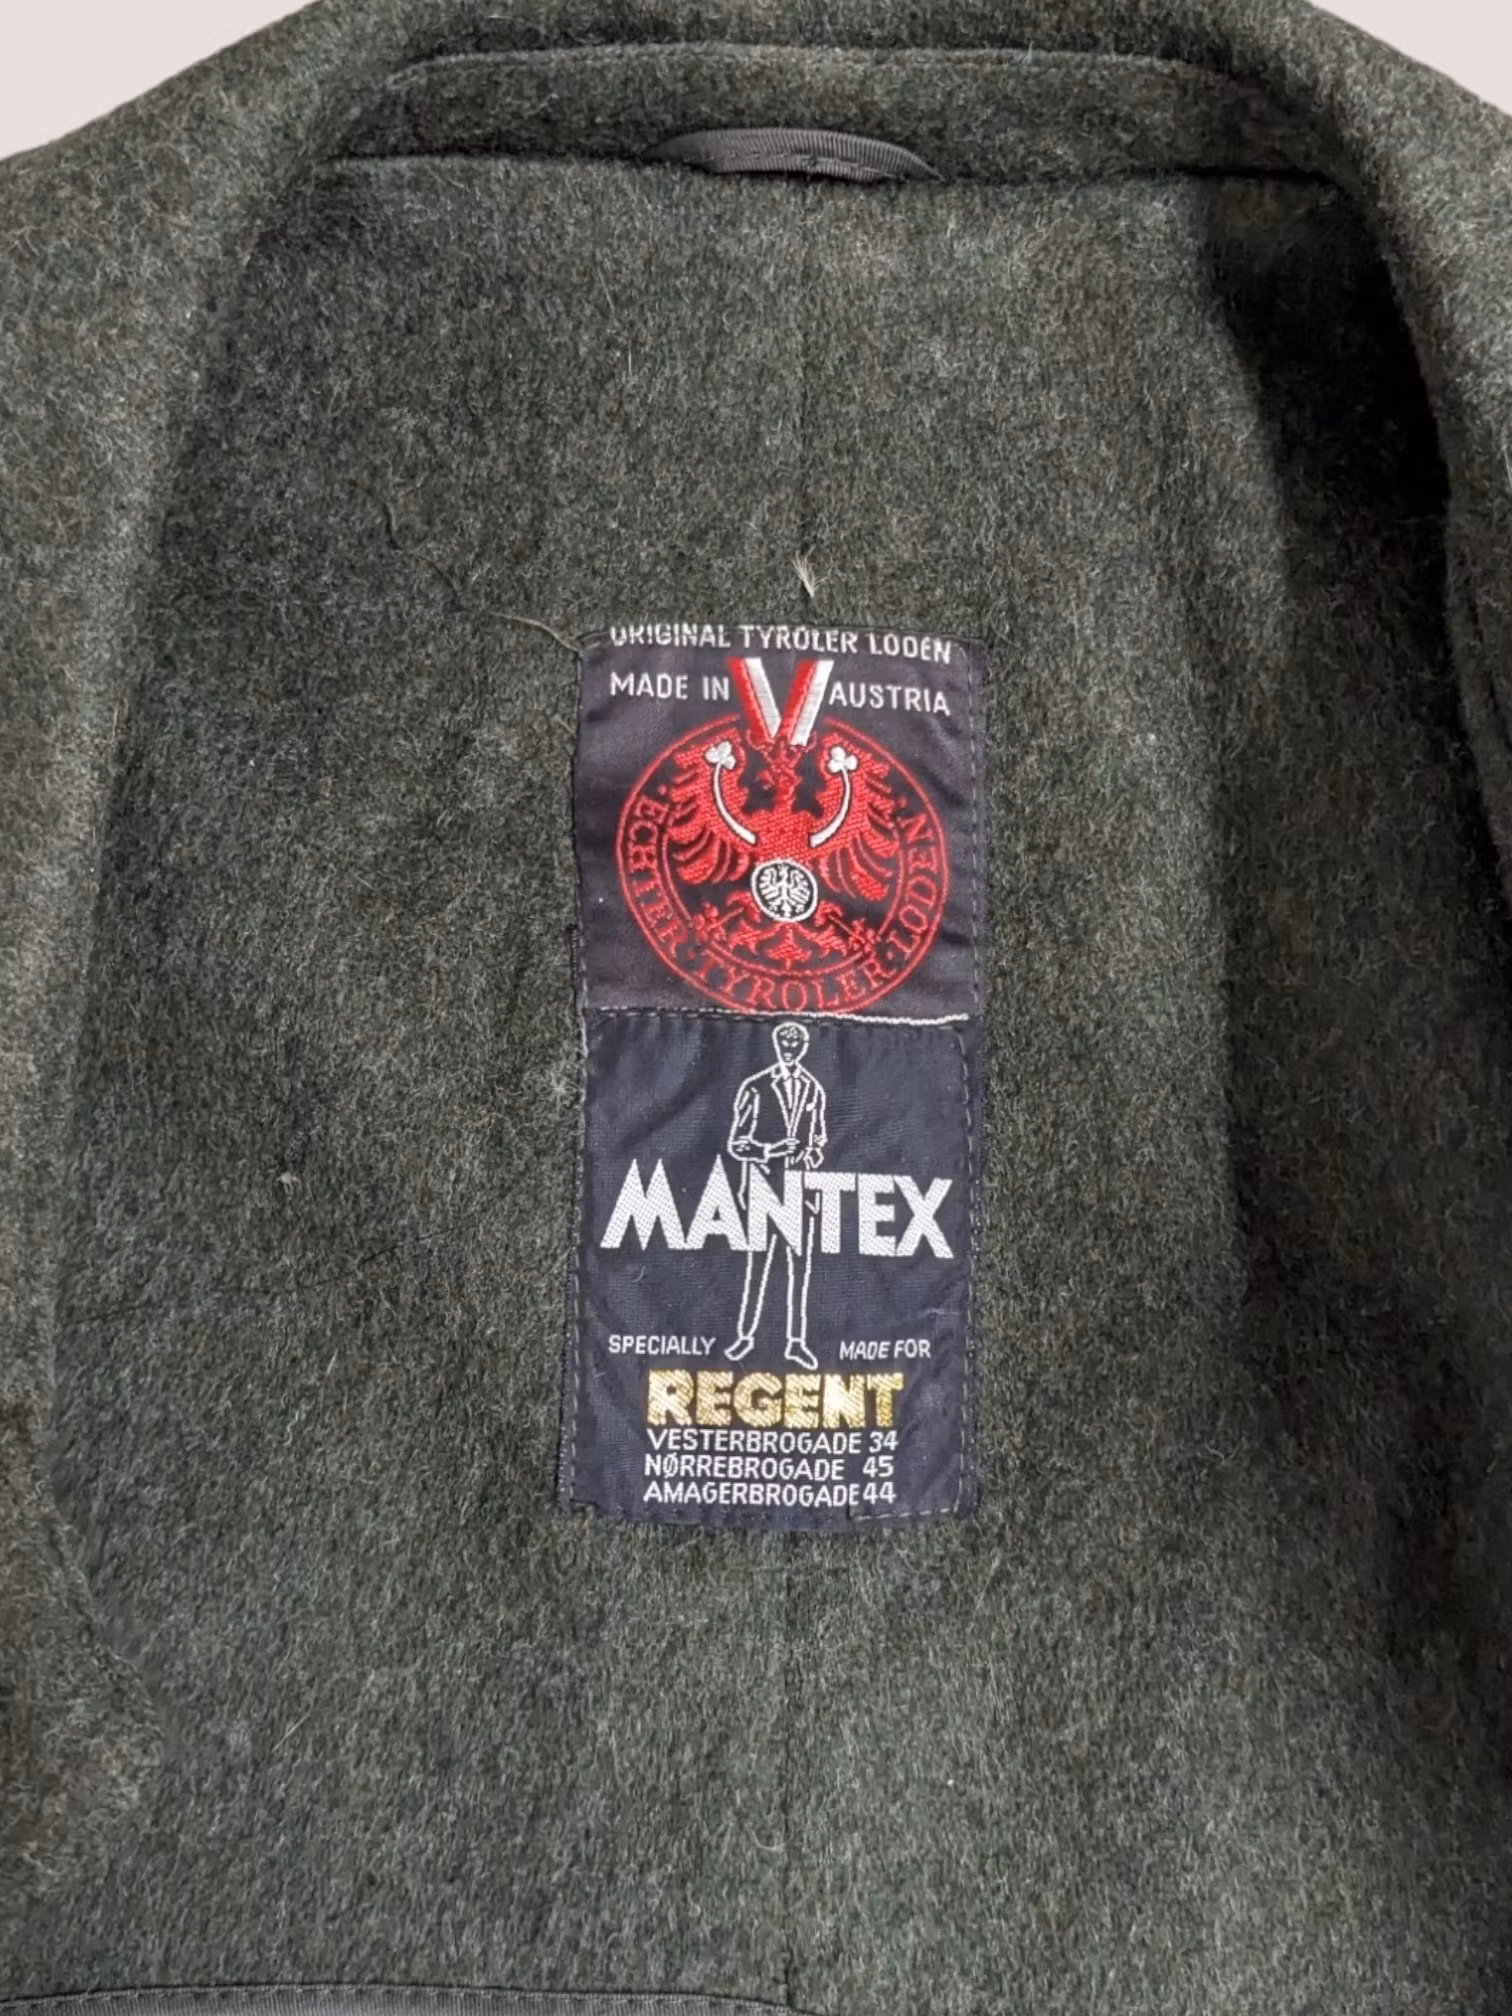 ORIGINAL TYROLER LODEN
MADE IN AUSTRIA
ECHTER · TYROLER · LODEN
MANTEX
SPECIALLY MADE FOR
REGENT
VESTERBROGADE 34
NØRREBROGADE 45
AMAGERBROGADE 44